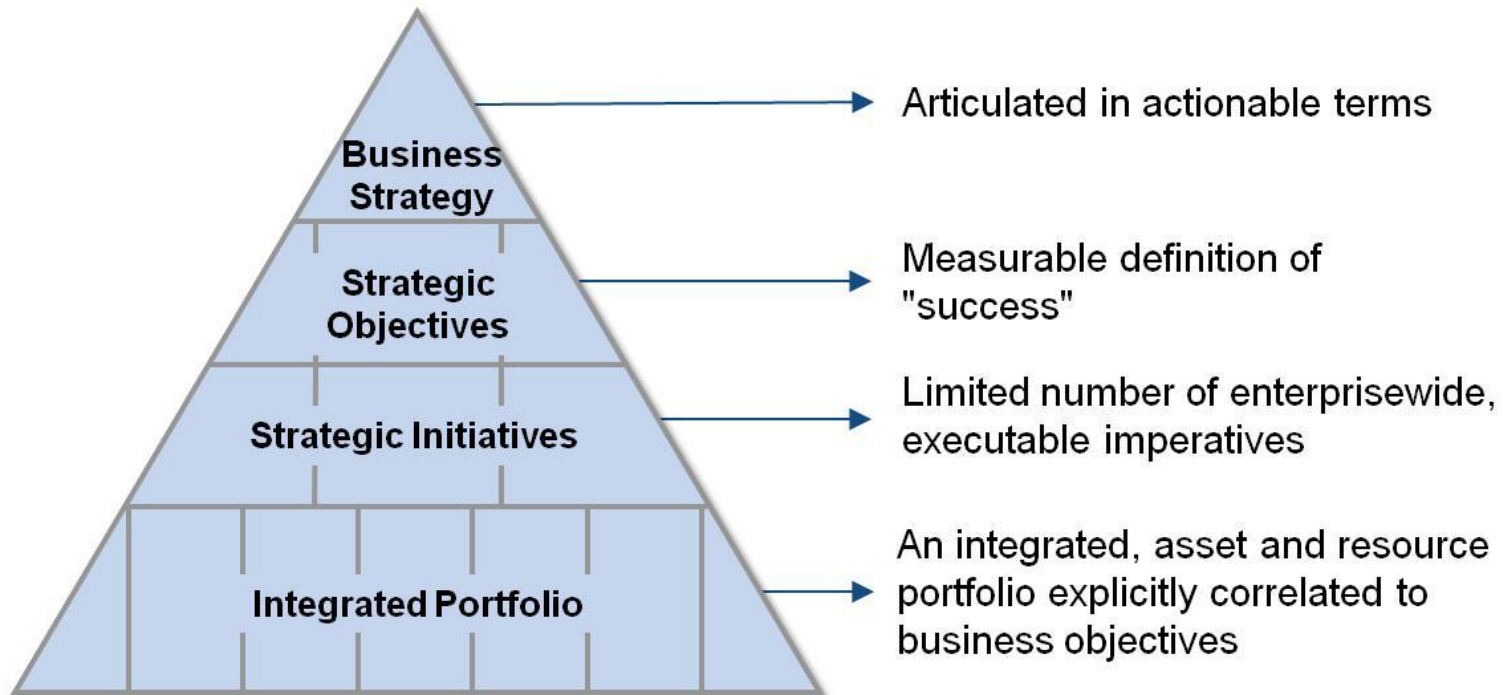 Business
Strategy
Articulated in actionable terms
Strategic
Objectives
Measurable definition of
"success"
Strategic Initiatives
Limited number of enterprisewide,
executable imperatives
Integrated Portfolio
An integrated, asset and resource
portfolio explicitly correlated to
business objectives